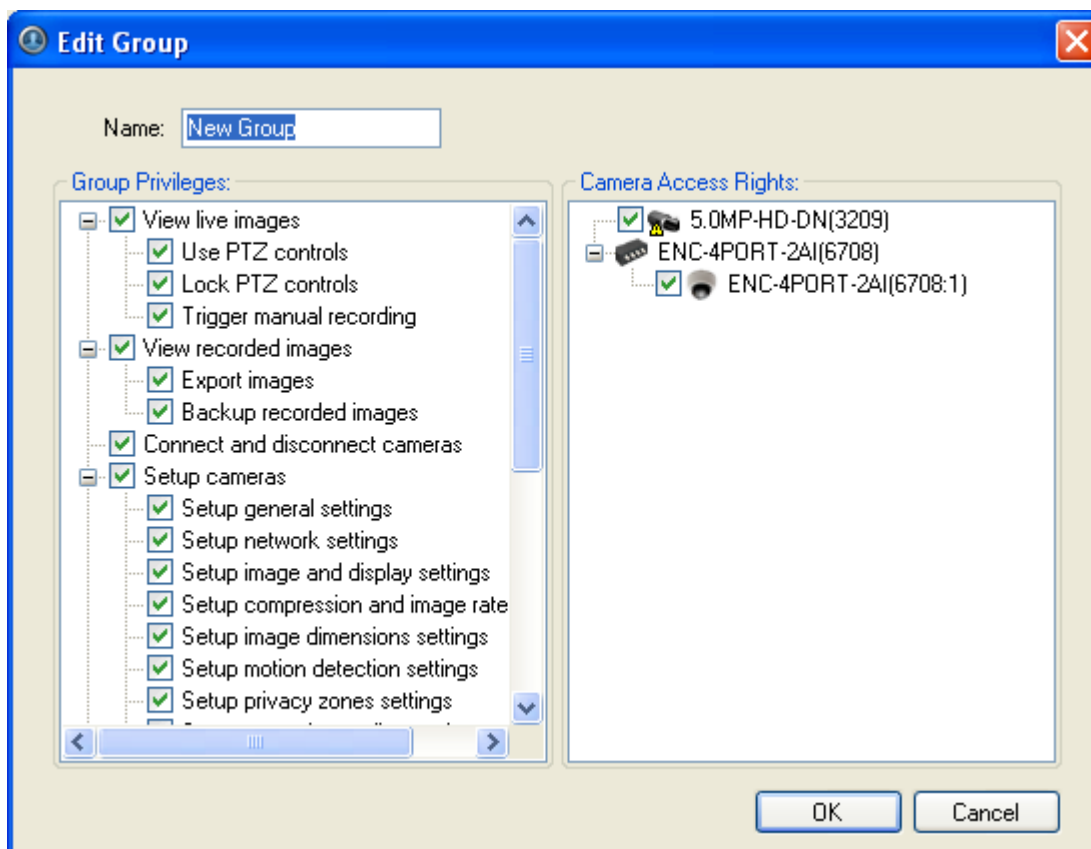 Edit Group
Name: New Group
Group Privileges:
View live images
Use PTZ controls
Lock PTZ controls
Trigger manual recording
View recorded images
Export images
Backup recorded images
Connect and disconnect cameras
Setup cameras
Setup general settings
Setup network settings
Setup image and display settings
Setup compression and image rate
Setup image dimensions settings
Setup motion detection settings
Setup privacy zones settings
Camera Access Rights:
5.0MP-HD-DN(3209)
ENC-4PORT-2AI(6708)
ENC-4PORT-2AI(6708:1)
OK Cancel